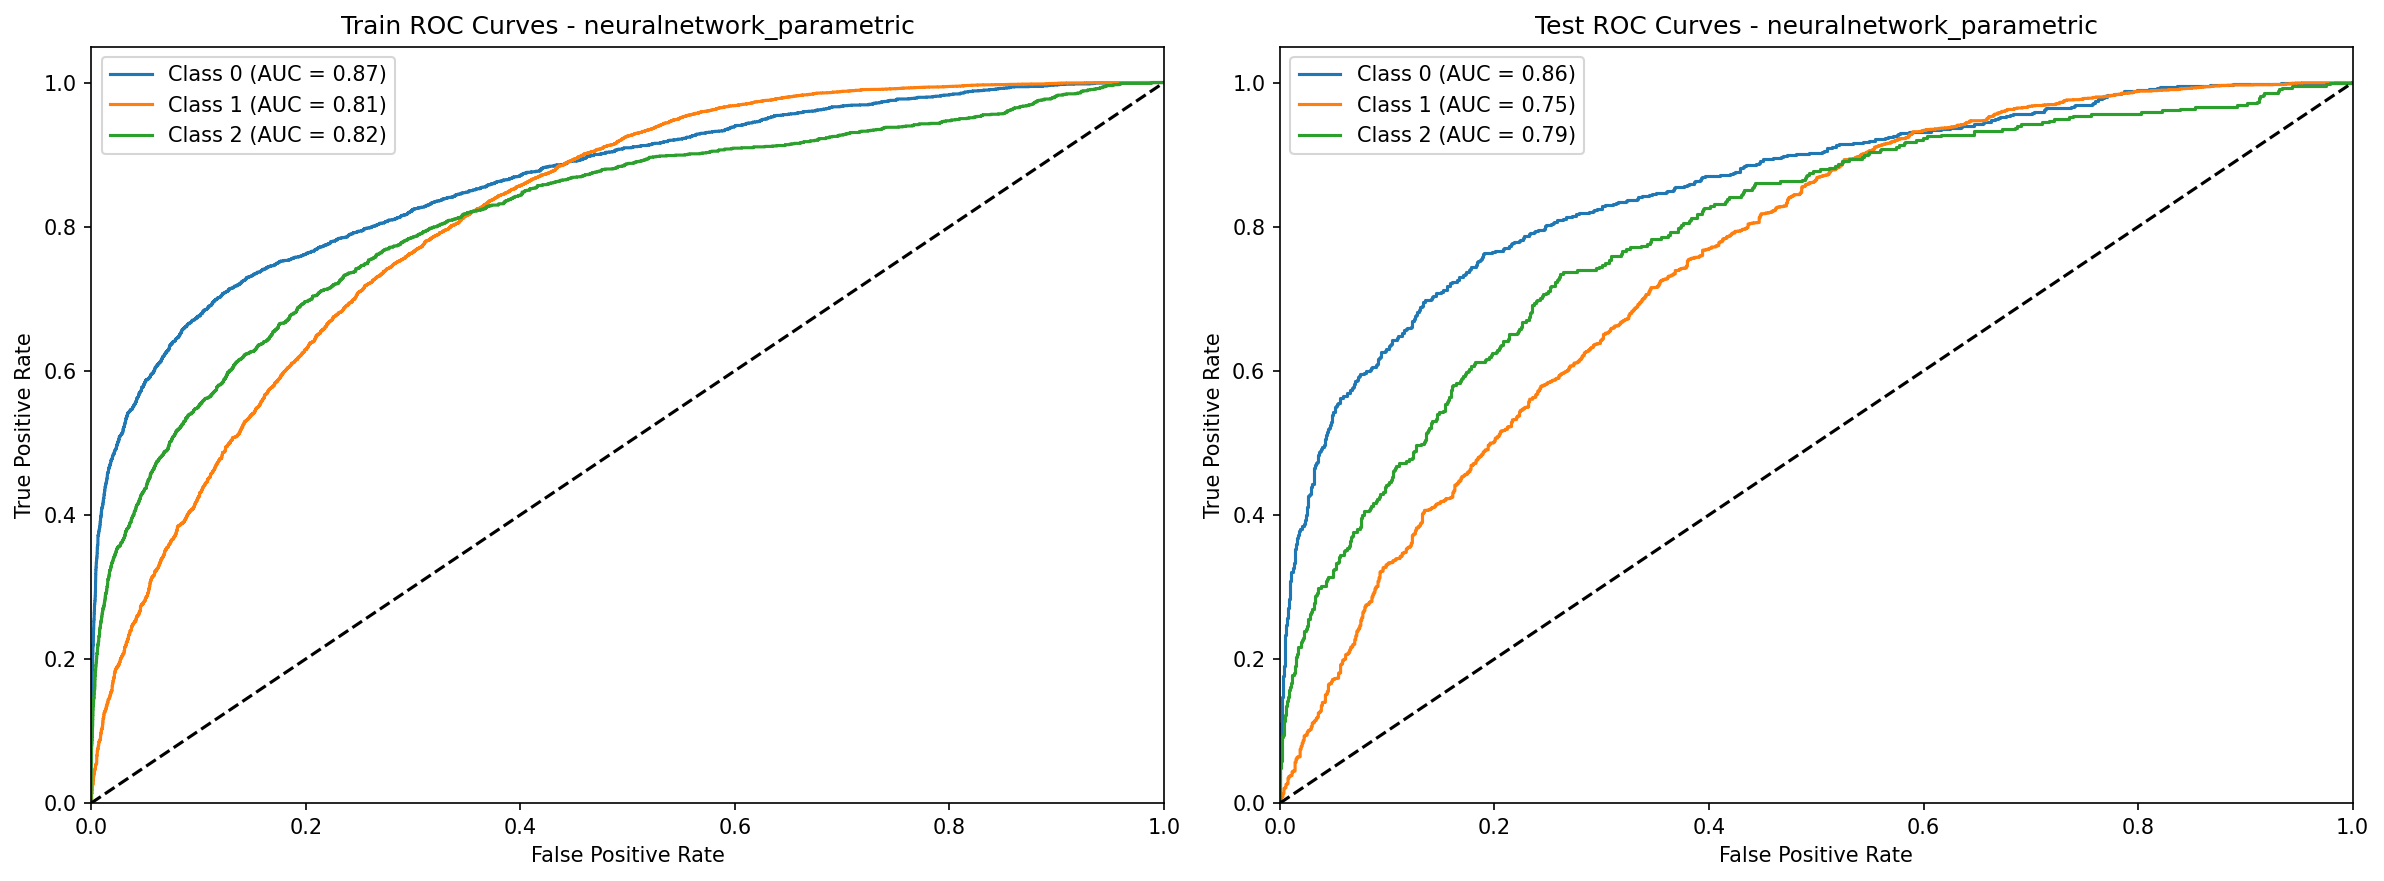 Train ROC Curves - neuralnetwork_parametric
Class 0 (AUC = 0.87)
Class 1 (AUC = 0.81)
Class 2 (AUC = 0.82)
1.0
0.8
0.6
0.4
0.2
0.0
True Positive Rate
0.0 0.2 0.4 0.6 0.8 1.0
False Positive Rate
Test ROC Curves - neuralnetwork_parametric
Class 0 (AUC = 0.86)
Class 1 (AUC = 0.75)
Class 2 (AUC = 0.79)
1.0
0.8
0.6
0.4
0.2
0.0
True Positive Rate
0.0 0.2 0.4 0.6 0.8 1.0
False Positive Rate